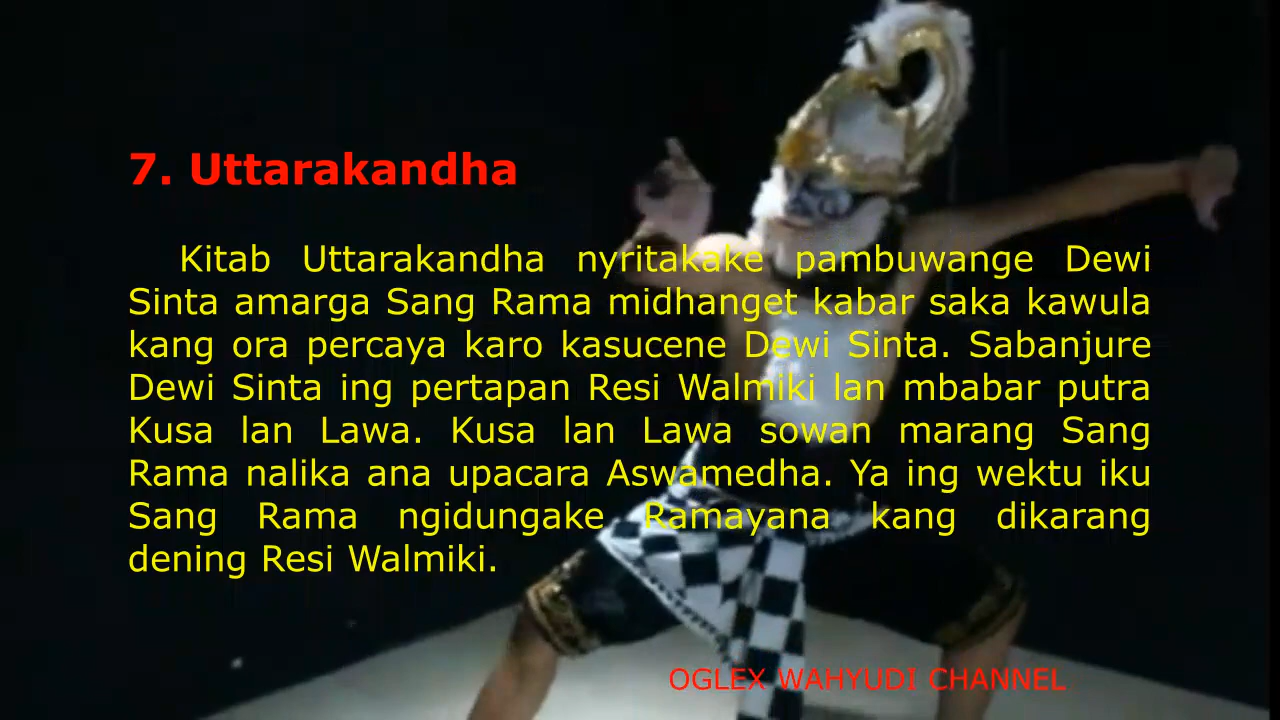 7. Uttarakandha
Kitab Uttarakandha nyritakake pambuwange Dewi
Sinta amarga Sang Rama midhanget kabar saka kawula
kang ora percaya karo kasucene Dewi Sinta. Sabanjure
Dewi Sinta ing pertapan Resi Walmiki lan mbabar putra
Kusa lan Lawa. Kusa lan Lawa sowan marang Sang
Rama nalika ana upacara Aswamedha. Ya ing wektu iku
Sang Rama ngidungake Ramayana kang dikarang
dening Resi Walmiki.
OGLEX WAHYUDI CHANNEL